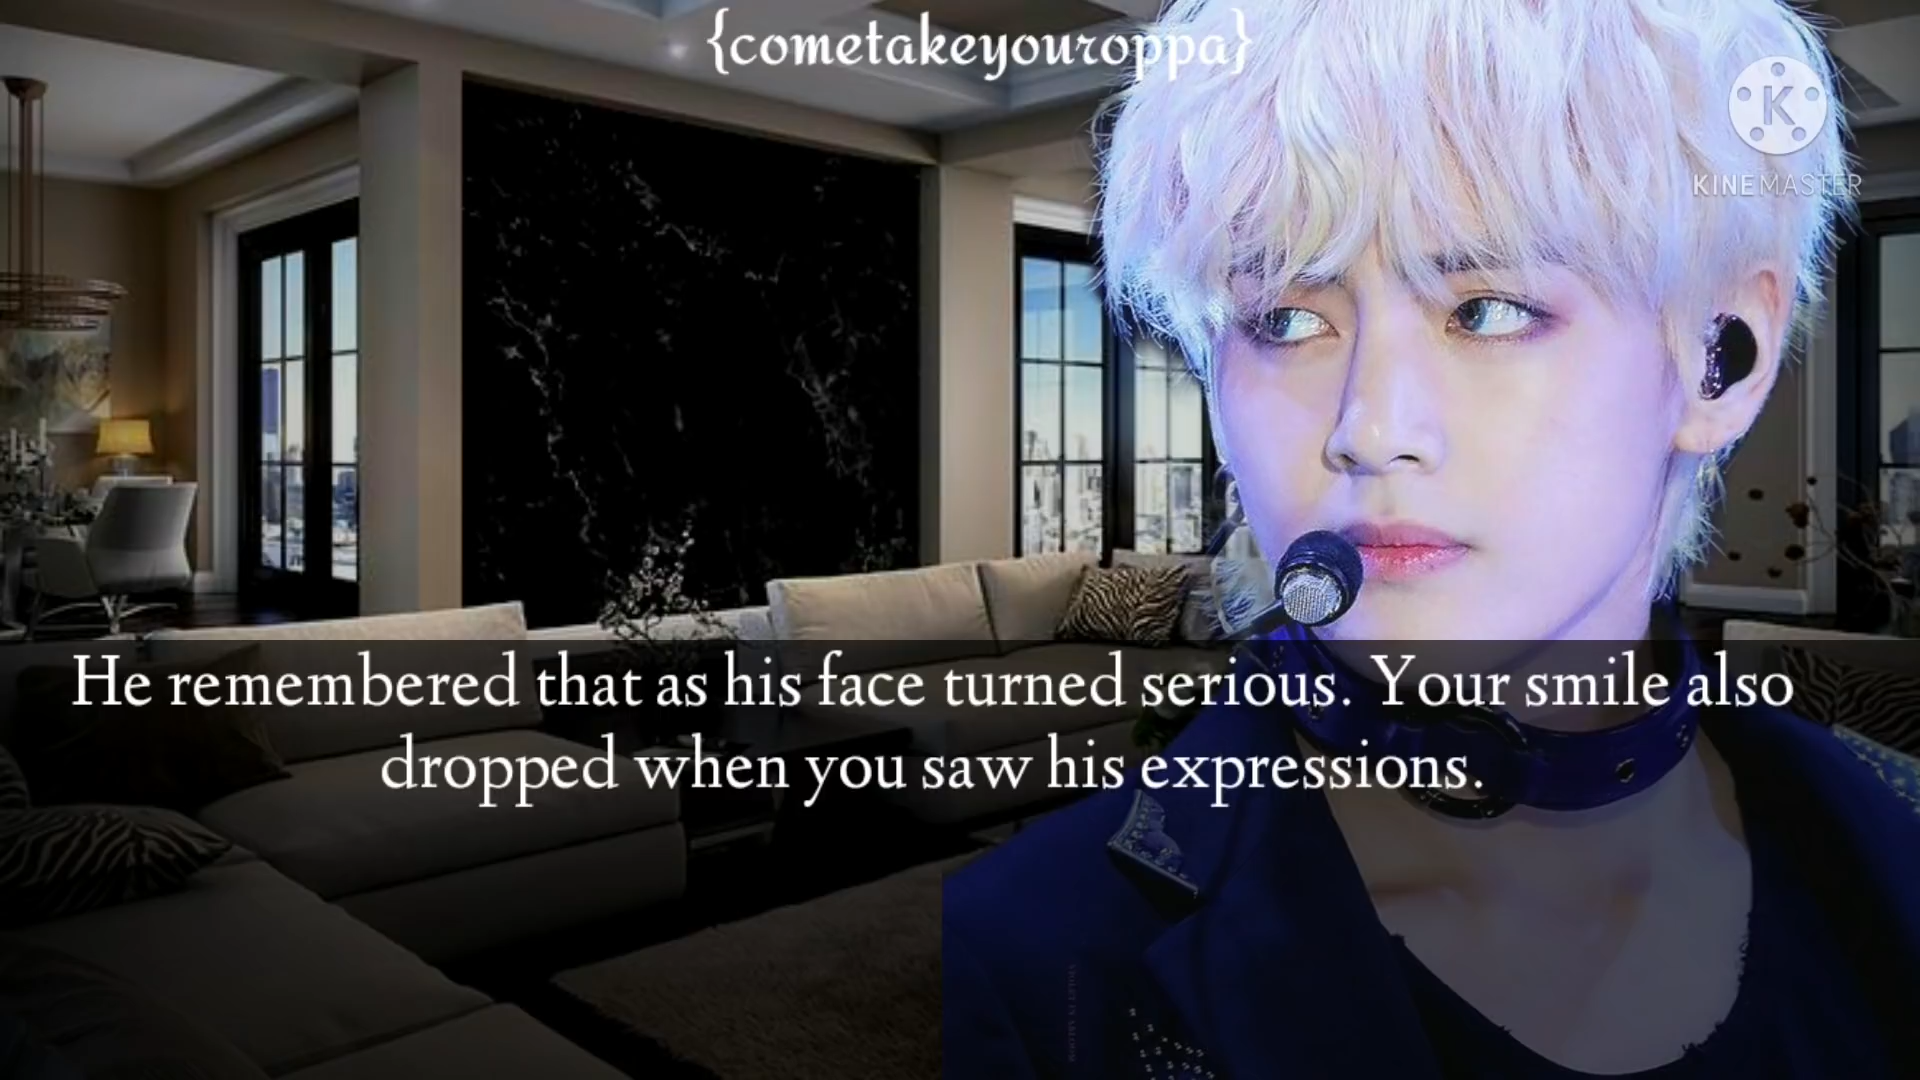 {cometakeyouroppa}
K
KINEMASTER
He remembered that as his face turned serious. Your smile also
dropped when you saw his expressions.